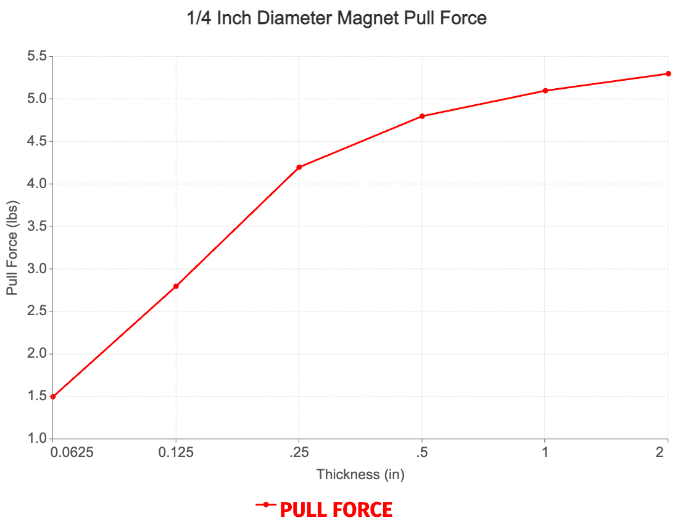 1/4 Inch Diameter Magnet Pull Force
5.5
5.0
4.5
4.0
3.5
3.0
2.5
2.0
1.5
1.0
Pull Force (lbs)
0.0625 0.125 .25 .5 1 2
Thickness (in)
PULL FORCE